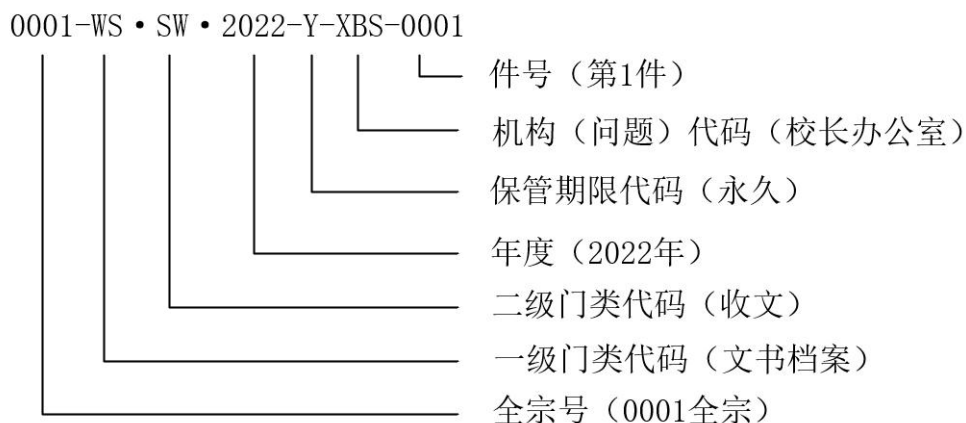 0001-WS·SW·2022-Y-XBS-0001
件号（第1件）
机构（问题）代码（校长办公室）
保管期限代码（永久）
年度（2022年）
二级门类代码（收文）
一级门类代码（文书档案）
全宗号（0001全宗）